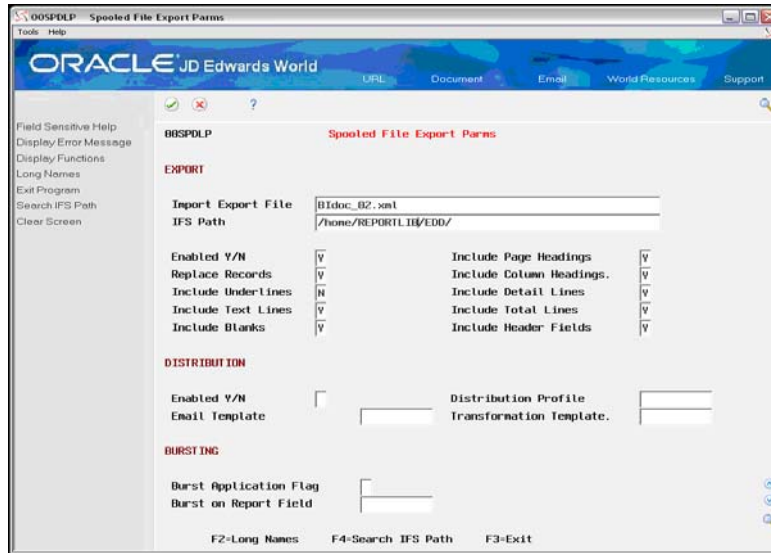 00SPDLP    Spooled File Export Parms
Tools  Help
ORACLE JD Edwards World
URL    Document    Email    World Resources    Support
?
Field Sensitive Help
Display Error Message
Display Functions
Long Names
Exit Program
Search IFS Path
Clear Screen
00SPDLP    Spooled File Export Parms
EXPORT
Import Export File    BIdoc_02.xml
IFS Path    /home/REPORTLIB/EDD/
Enabled Y/N    Y    Include Page Headings    Y
Replace Records    Y    Include Column Headings.    Y
Include Underlines    N    Include Detail Lines    Y
Include Text Lines    Y    Include Total Lines    Y
Include Blanks    Y    Include Header Fields    Y
DISTRIBUTION
Enabled Y/N    Distribution Profile
Email Template    Transformation Template.
BURSTING
Burst Application Flag
Burst on Report Field
F2=Long Names    F4=Search IFS Path    F3=Exit